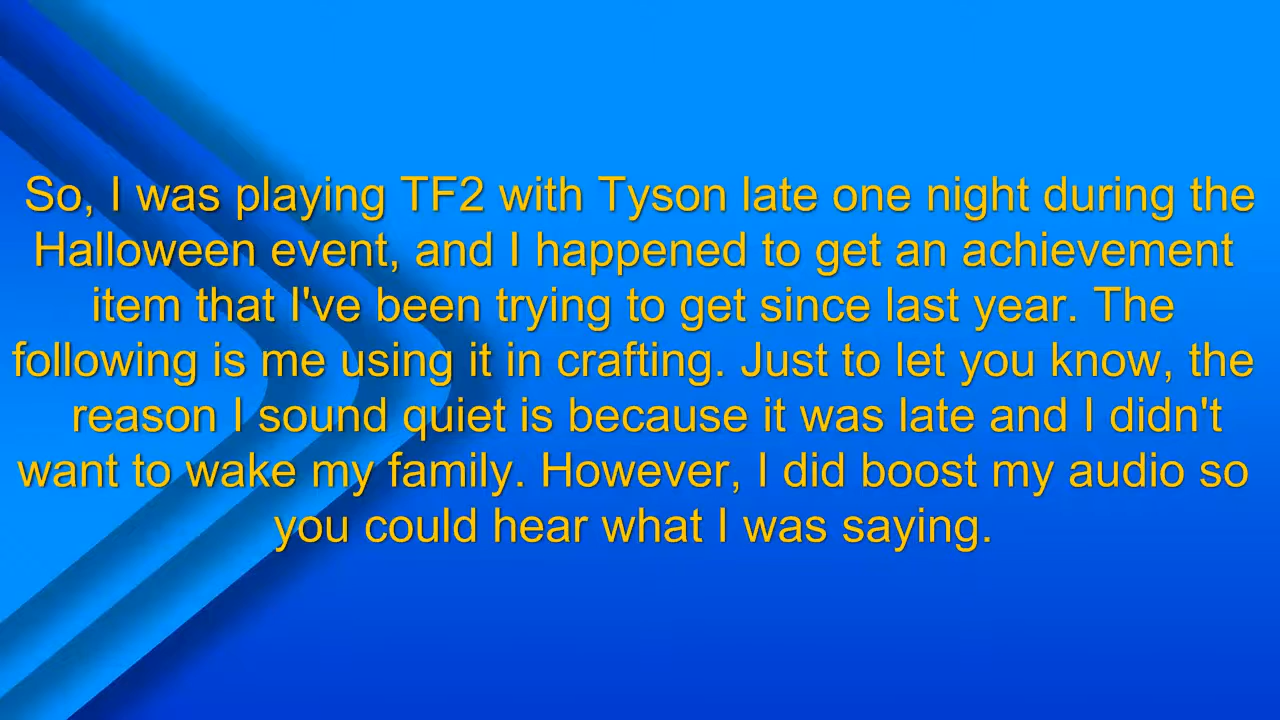 So, I was playing TF2 with Tyson late one night during the
Halloween event, and I happened to get an achievement
item that I've been trying to get since last year. The
following is me using it in crafting. Just to let you know, the
reason I sound quiet is because it was late and I didn't
want to wake my family. However, I did boost my audio so
you could hear what I was saying.